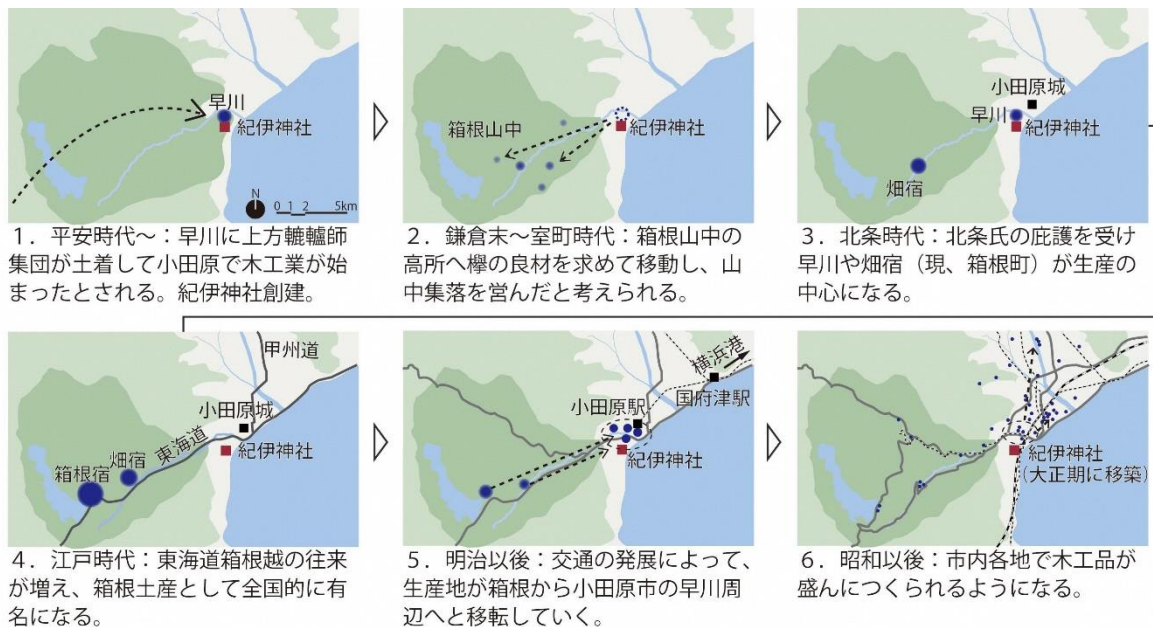 早川
紀伊神社
N
0 1 2 5km
1. 平安時代~:早川に上方轆轤師
集団が土着して小田原で木工業が始
まったとされる。紀伊神社創建。
箱根山中
紀伊神社
2. 鎌倉末~室町時代:箱根山中の
高所へ欅の良材を求めて移動し、山
中集落を営んだと考えられる。
小田原城
早川
紀伊神社
畑宿
3. 北条時代:北条氏の庇護を受け
早川や畑宿(現、箱根町)が生産の
中心になる。
甲州道
小田原城
東海道
紀伊神社
畑宿
箱根宿
4. 江戸時代:東海道箱根越の往来
が増え、箱根土産として全国的に有
名になる。
横浜港
国府津駅
小田原駅
紀伊神社
5. 明治以後:交通の発展によって、
生産地が箱根から小田原市の早川周
辺へと移転していく。
紀伊神社
(大正期に移築)
6. 昭和以後:市内各地で木工品が
盛んにつくられるようになる。